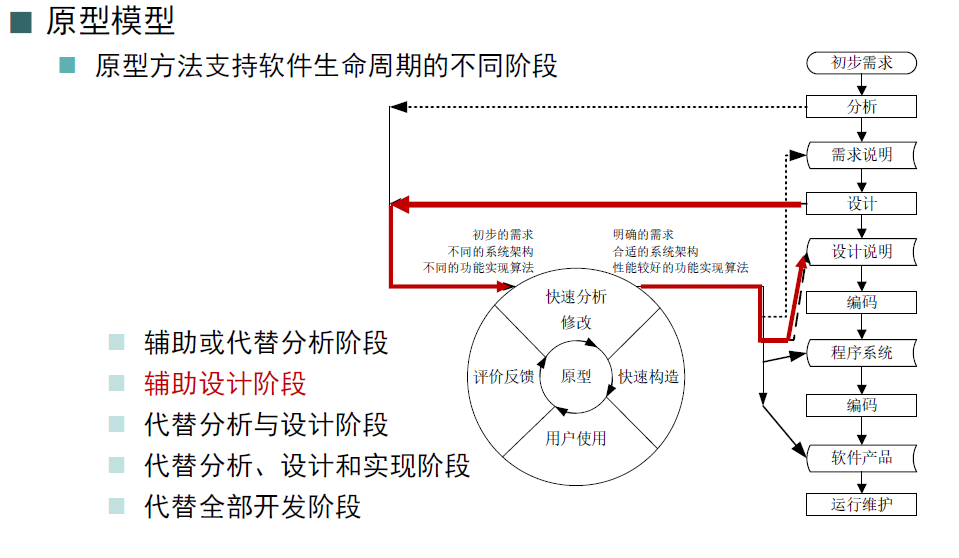 原型模型
原型方法支持软件生命周期的不同阶段
辅助或代替分析阶段
辅助设计阶段
代替分析与设计阶段
代替分析、设计和实现阶段
代替全部开发阶段
初步的需求
不同的系统架构
不同的功能实现算法
明确的需求
合适的系统架构
性能较好的功能实现算法
快速分析
修改
评价反馈
原型
快速构造
用户使用
初步需求
分析
需求说明
设计
设计说明
编码
程序系统
编码
软件产品
运行维护